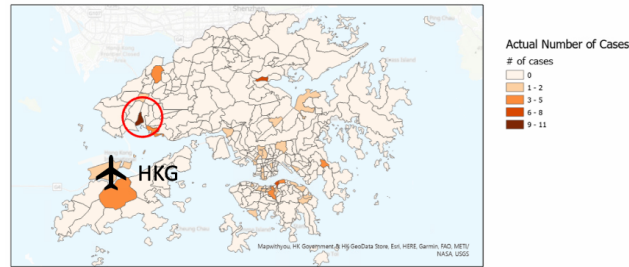 Shenzhen
HKG
Mapwithyou, HK Government & HK GeoData Store, Esri, HERE, Garmin, FAO, METI/
NASA, USGS
Actual Number of Cases
# of cases
0
1 - 2
3 - 5
6 - 8
9 - 11